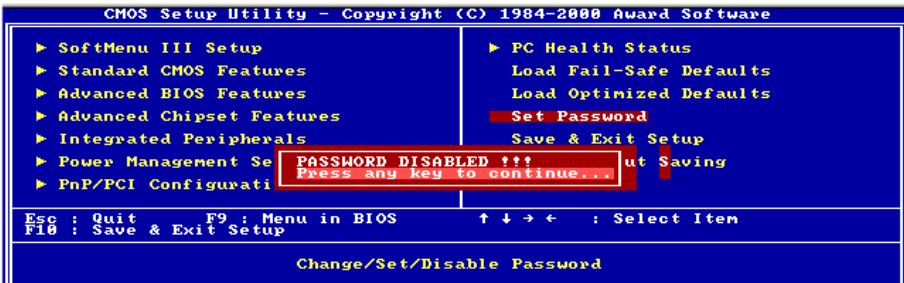 CMOS Setup Utility - Copyright (C) 1984-2000 Award Software
► SoftMenu III Setup
► Standard CMOS Features
► Advanced BIOS Features
► Advanced Chipset Features
► Integrated Peripherals
► Power Management Se
► PnP/PCI Configurati
► PC Health Status
Load Fail-Safe Defaults
Load Optimized Defaults
Set Password
Save & Exit Setup
ut Saving
PASSWORD DISABLED !!!
Press any key to continue...
Esc : Quit F9 : Menu in BIOS ↑ ↓ → ← : Select Item
F10 : Save & Exit Setup
Change/Set/Disable Password